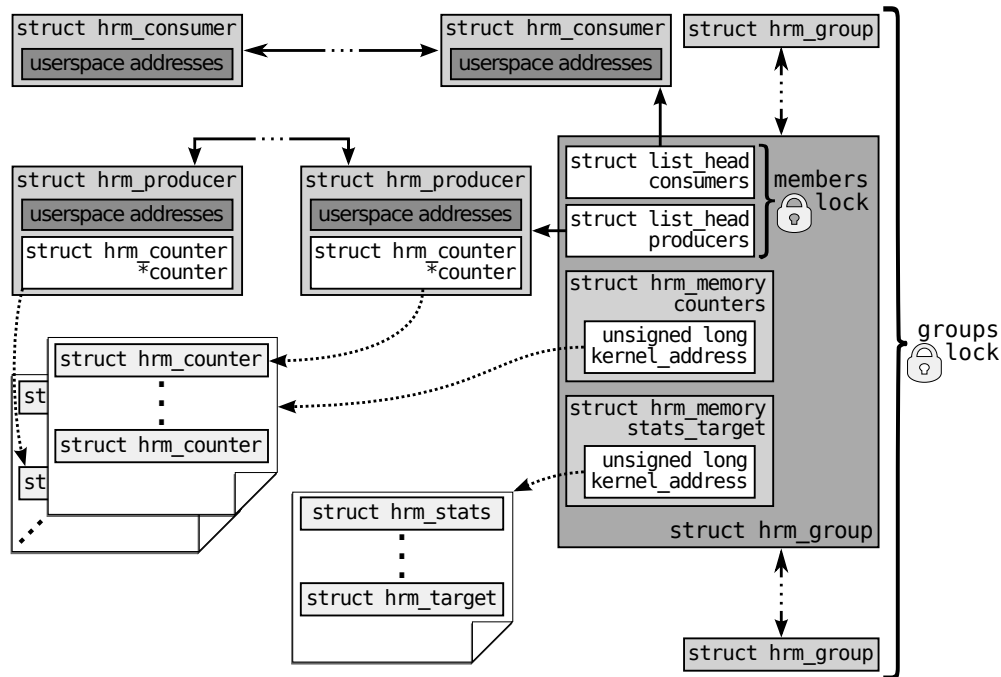 struct hrm_consumer
userspace addresses
...
struct hrm_consumer
userspace addresses
struct hrm_group
...
struct hrm_producer
userspace addresses
struct hrm_counter
*counter
struct hrm_producer
userspace addresses
struct hrm_counter
*counter
struct list_head
consumers
struct list_head
producers
members
lock
struct hrm_memory
counters
unsigned long
kernel_address
struct hrm_memory
stats_target
unsigned long
kernel_address
struct hrm_group
groups
lock
struct hrm_counter
struct hrm_counter
st
st
struct hrm_stats
struct hrm_target
struct hrm_group